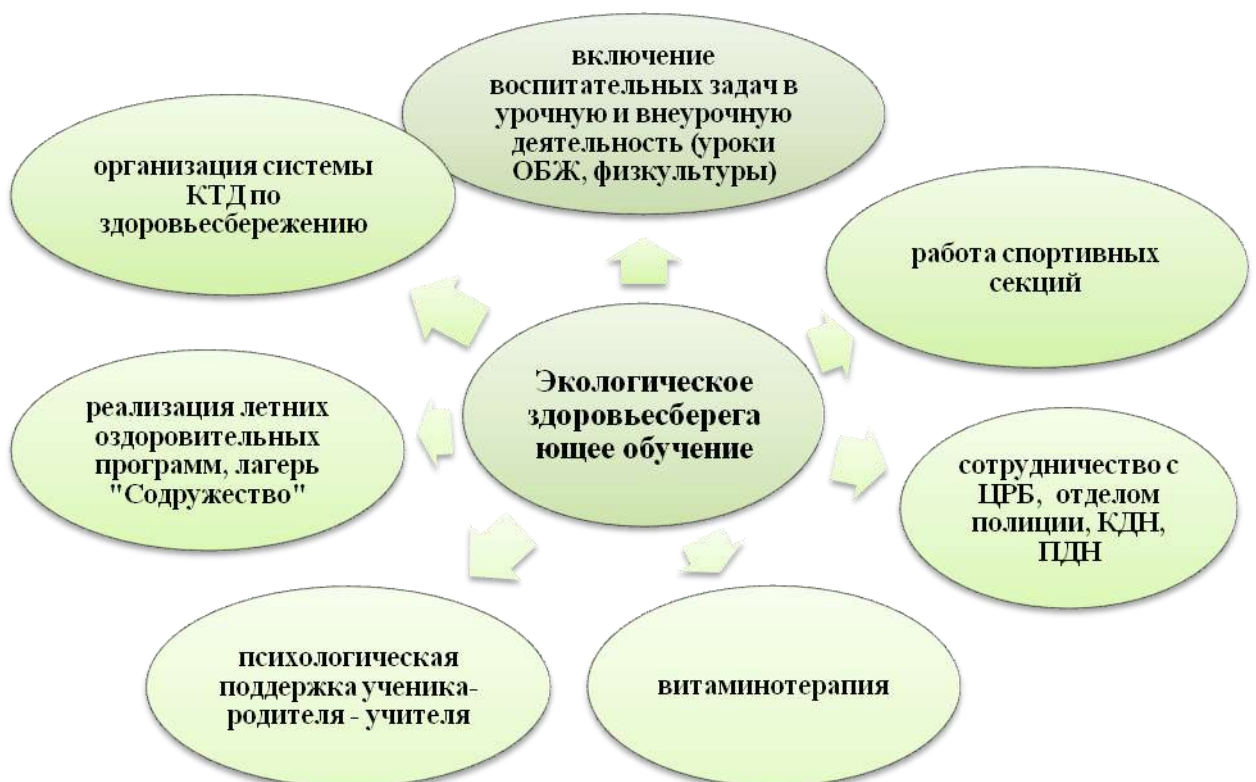 включение
воспитательных задач в
урочную и внеурочную
деятельность (уроки
ОБЖ, физкультуры)
организация системы
КТД по
здоровьесбережению
работа спортивных
секций
Экологическое
здоровьесберега
ющее обучение
реализация летних
оздоровительных
программ, лагерь
"Содружество"
сотрудничество с
ЦРБ, отделом
полиции, КДН,
ПДН
психологическая
поддержка ученика-
родителя - учителя
витаминотерапия